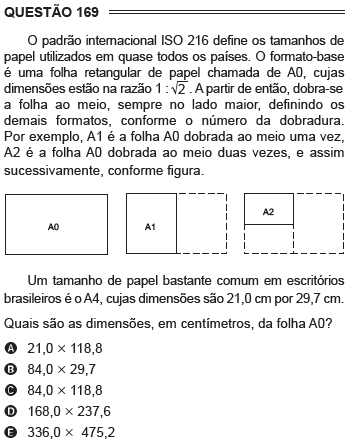 QUESTÃO 169
O padrão internacional ISO 216 define os tamanhos de
papel utilizados em quase todos os países. O formato-base
é uma folha retangular de papel chamada de A0, cujas
dimensões estão na razão 1 : √2 . A partir de então, dobra-se
a folha ao meio, sempre no lado maior, definindo os
demais formatos, conforme o número da dobradura.
Por exemplo, A1 é a folha A0 dobrada ao meio uma vez,
A2 é a folha A0 dobrada ao meio duas vezes, e assim
sucessivamente, conforme figura.
A0
A1
A2
Um tamanho de papel bastante comum em escritórios
brasileiros é o A4, cujas dimensões são 21,0 cm por 29,7 cm.
Quais são as dimensões, em centímetros, da folha A0?
A 21,0 × 118,8
B 84,0 × 29,7
C 84,0 × 118,8
D 168,0 × 237,6
E 336,0 × 475,2